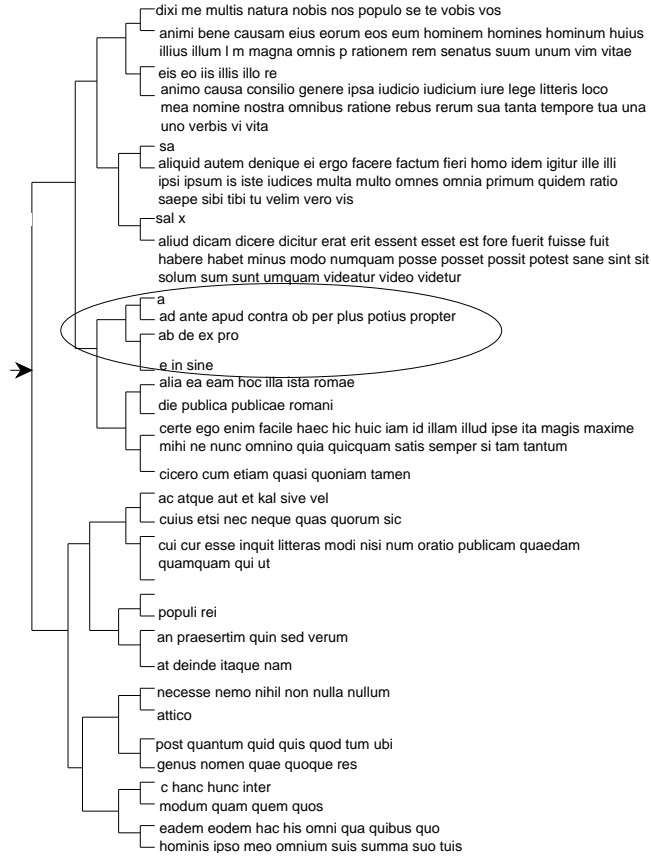 dixi me multis natura nobis nos populo se te vobis vos
animi bene causam eius eorum eos eum hominem homines hominum huius
illius illum l m magna omnis p rationem rem senatus suum unum vim vitae
eis eo iis illis illo re
animo causa consilio genere ipsa iudicio iudicium iure lege litteris loco
mea nomine nostra omnibus ratione rebus rerum sua tanta tempore tua una
uno verbis vi vita
sa
aliquid autem denique ei ergo facere factum fieri homo idem igitur ille illi
ipsi ipsum is iste iudices multa multo omnes omnia primum quidem ratio
saepe sibi tibi tu velim vero vis
sal x
aliud dicam dicere dicitur erat erit essent esset est fore fuerit fuisse fuit
habere habet minus modo numquam posse posset possit potest sane sint sit
solum sum sunt umquam videatur video videtur
a
ad ante apud contra ob per plus potius propter
ab de ex pro
e in sine
alia ea eam hoc illa ista romae
die publica publicae romani
certe ego enim facile haec hic huic iam id illam illud ipse ita magis maxime
mihi ne nunc omnino quia quicquam satis semper si tam tantum
cicero cum etiam quasi quoniam tamen
ac atque aut et kal sive vel
cuius etsi nec neque quas quorum sic
cui cur esse inquit litteras modi nisi num oratio publicam quaedam
quamquam qui ut
populi rei
an praesertim quin sed verum
at deinde itaque nam
necesse nemo nihil non nulla nullum
attico
post quantum quid quis quod tum ubi
genus nomen quae quoque res
c hanc hunc inter
modum quam quem quos
eadem eodem hac his omni qua quibus quo
hominis ipso meo omnium suis summa suo tuis